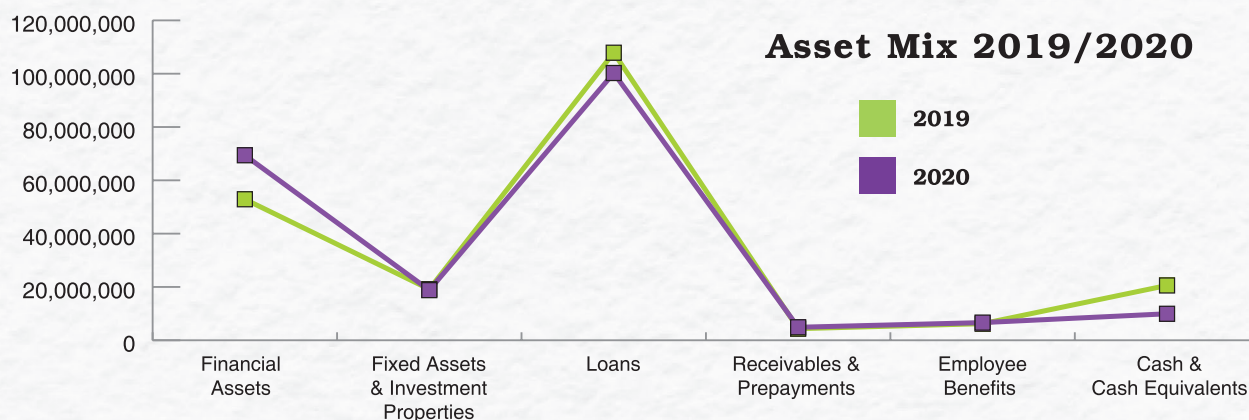 Asset Mix 2019/2020
2019
2020
120,000,000
100,000,000
80,000,000
60,000,000
40,000,000
20,000,000
0
Financial
Assets
Fixed Assets
& Investment
Properties
Loans
Receivables &
Prepayments
Employee
Benefits
Cash &
Cash Equivalents